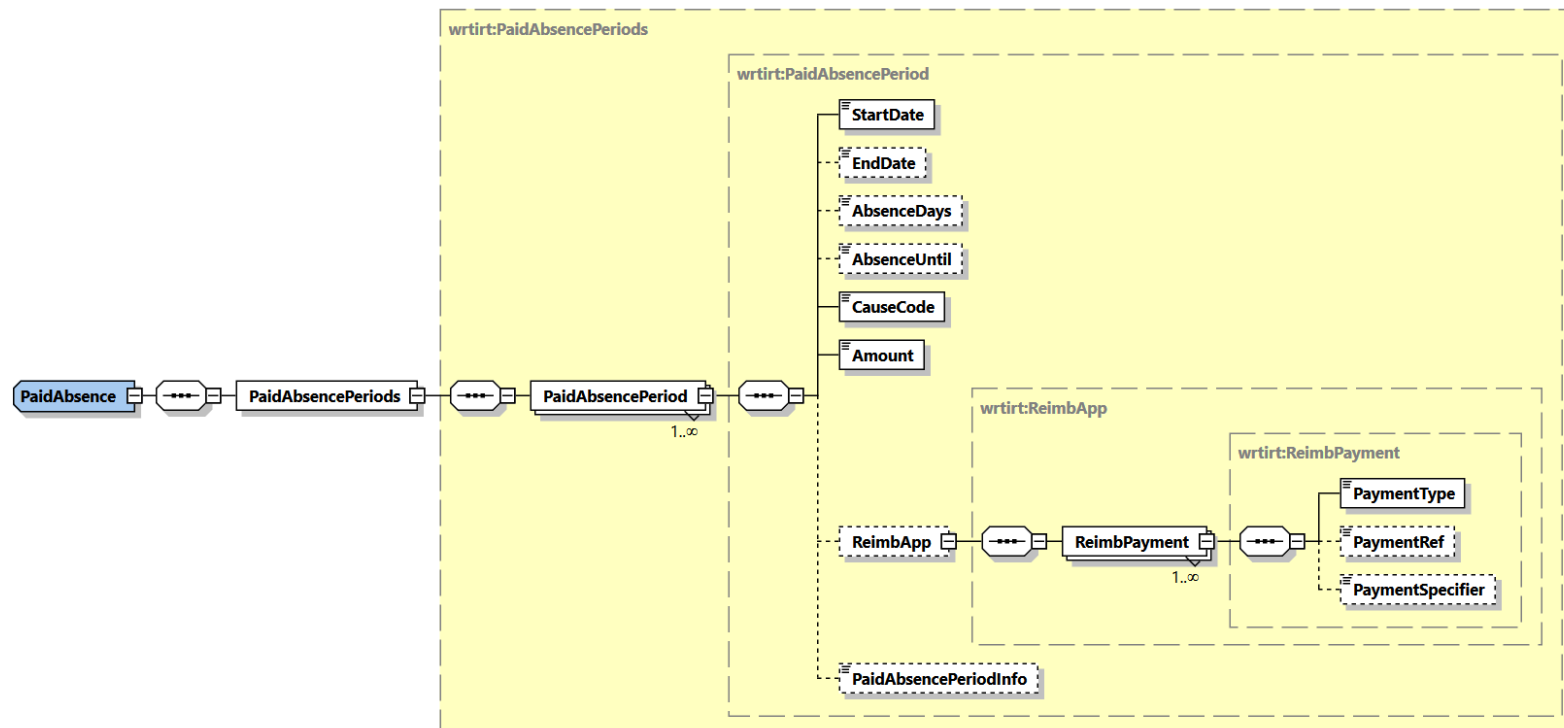 wrtirt:PaidAbsencePeriods
wrtirt:PaidAbsencePeriod
StartDate
EndDate
AbsenceDays
AbsenceUntil
CauseCode
Amount
PaidAbsence
PaidAbsencePeriods
PaidAbsencePeriod
1..∞
wrtirt:ReimbApp
wrtirt:ReimbPayment
PaymentType
ReimbApp
ReimbPayment
1..∞
PaymentRef
PaymentSpecifier
PaidAbsencePeriodInfo